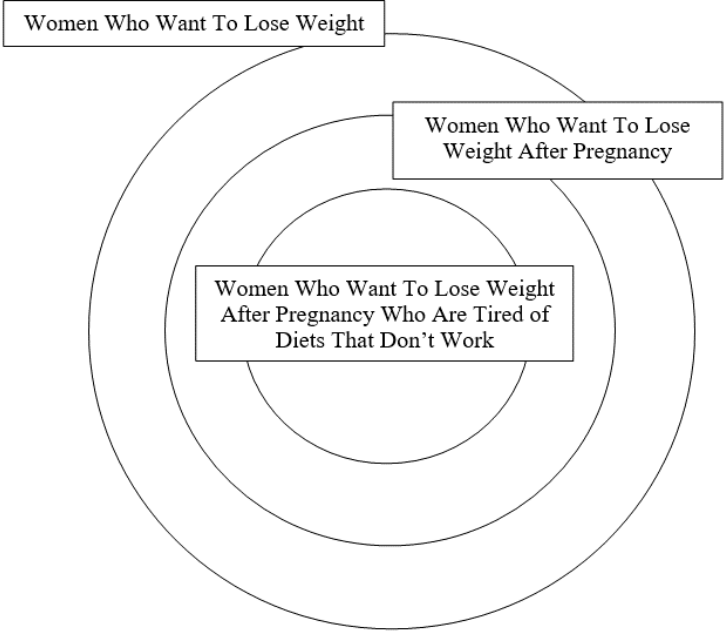 Women Who Want To Lose Weight
Women Who Want To Lose
Weight After Pregnancy
Women Who Want To Lose Weight
After Pregnancy Who Are Tired of
Diets That Don’t Work